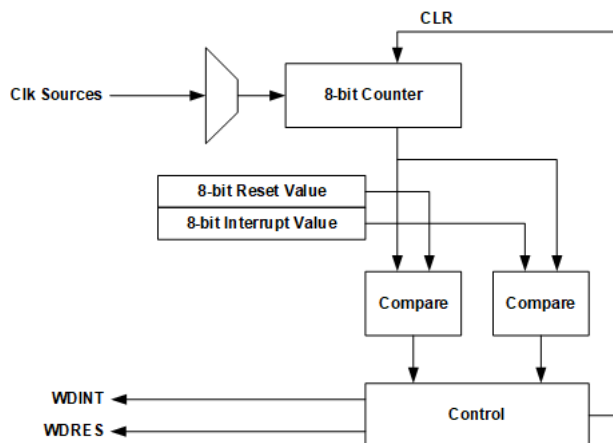 CLR
Clk Sources
8-bit Counter
8-bit Reset Value
8-bit Interrupt Value
Compare
Compare
WDINT
Control
WDRES